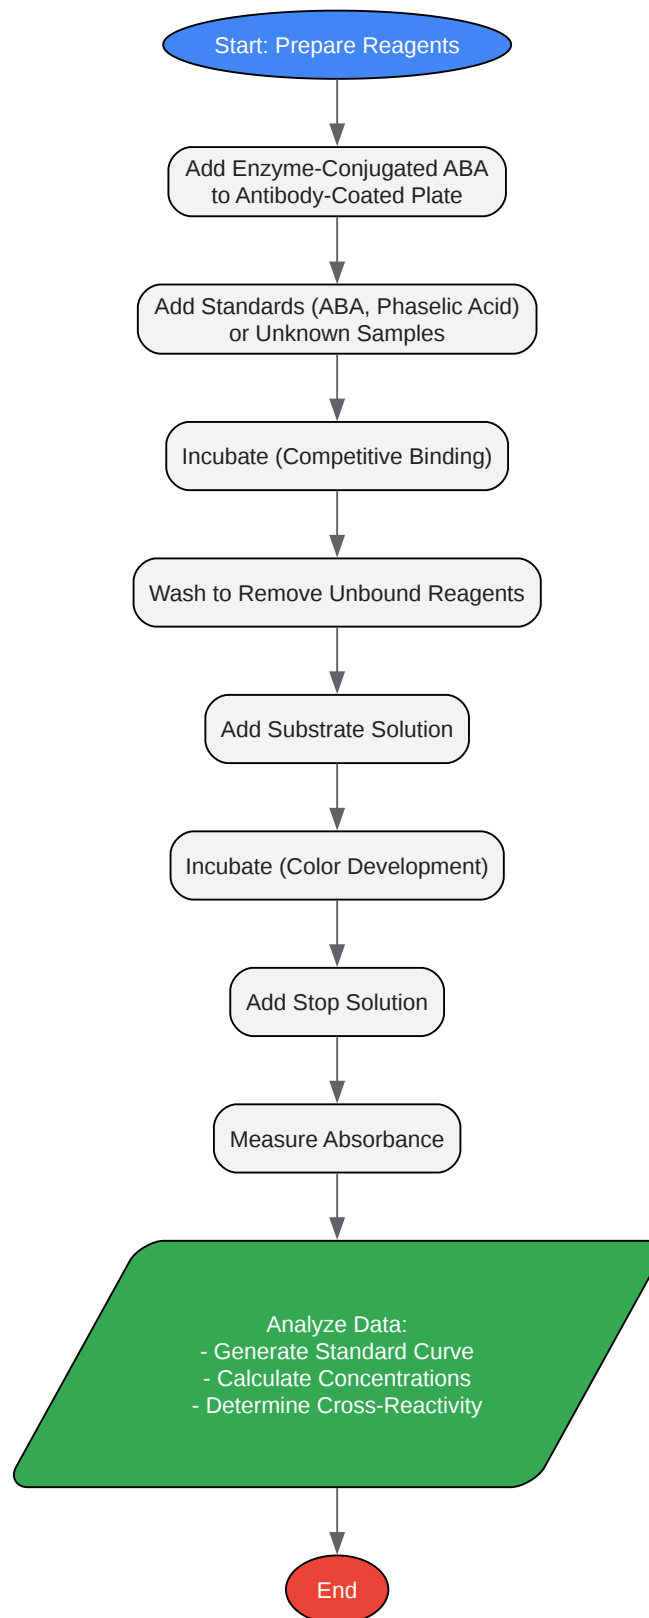 Start: Prepare Reagents
Add Enzyme-Conjugated ABA
to Antibody-Coated Plate
Add Standards (ABA, Phaselic Acid)
or Unknown Samples
Incubate (Competitive Binding)
Wash to Remove Unbound Reagents
Add Substrate Solution
Incubate (Color Development)
Add Stop Solution
Measure Absorbance
Analyze Data:
- Generate Standard Curve
- Calculate Concentrations
- Determine Cross-Reactivity
End